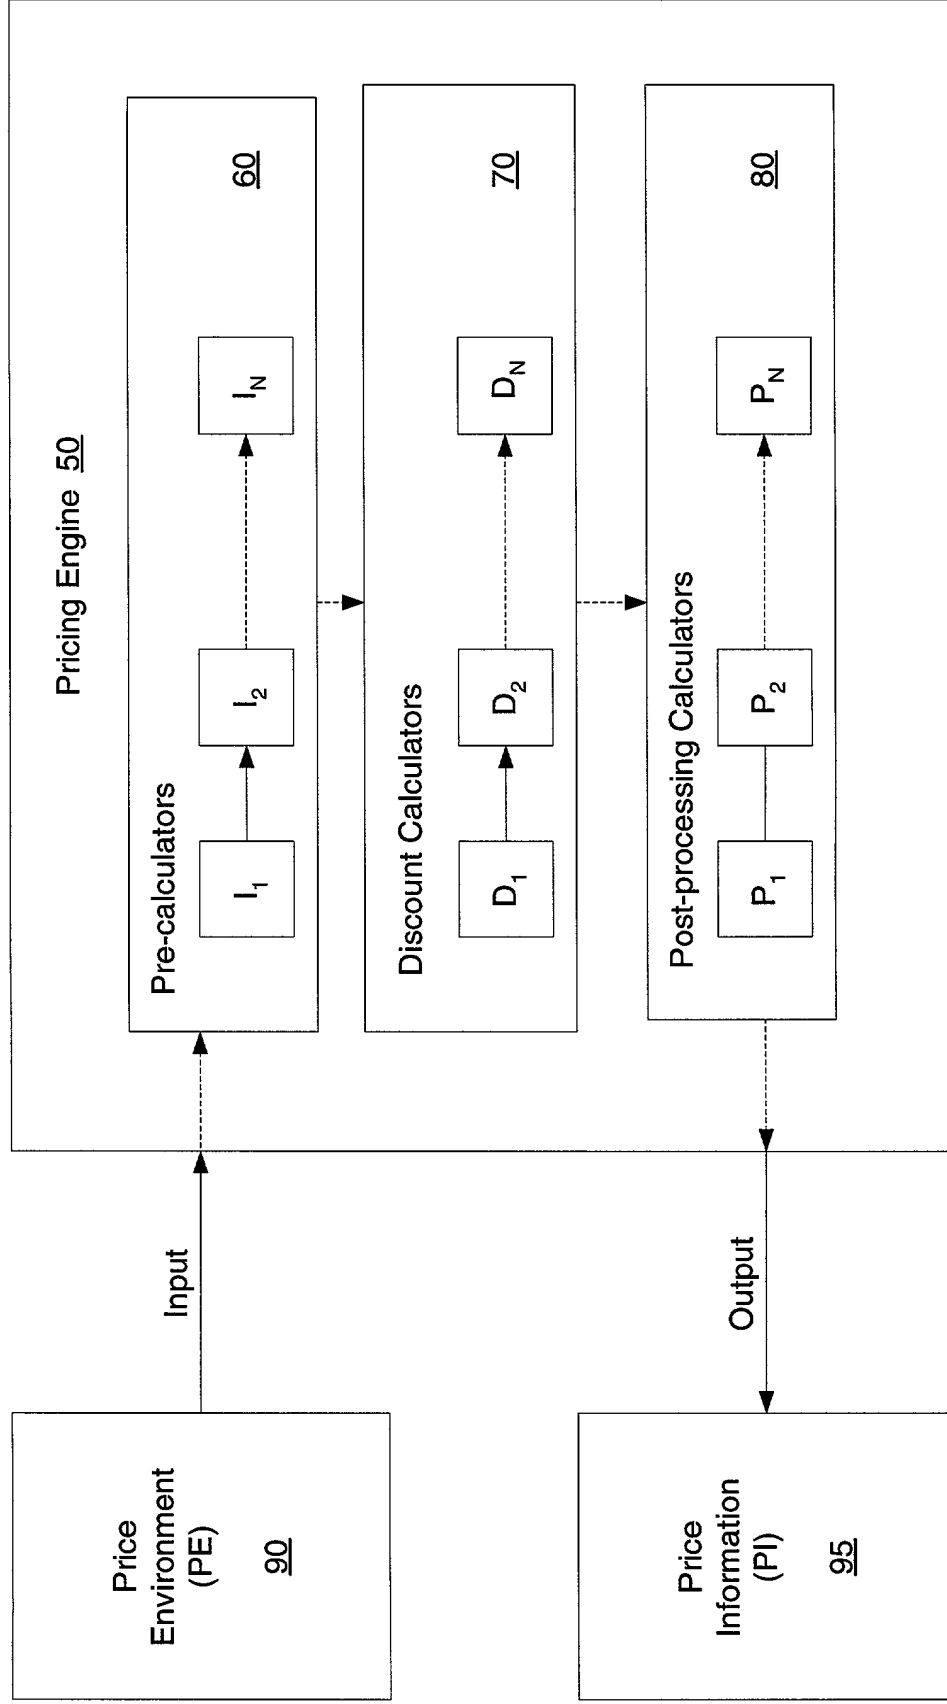 Pricing Engine 50
Price
Environment
(PE)
90
Input
Pre-calculators
I1
I2
IN
60
Discount Calculators
D1
D2
DN
70
Post-processing Calculators
P1
P2
PN
80
Output
Price
Information
(PI)
95